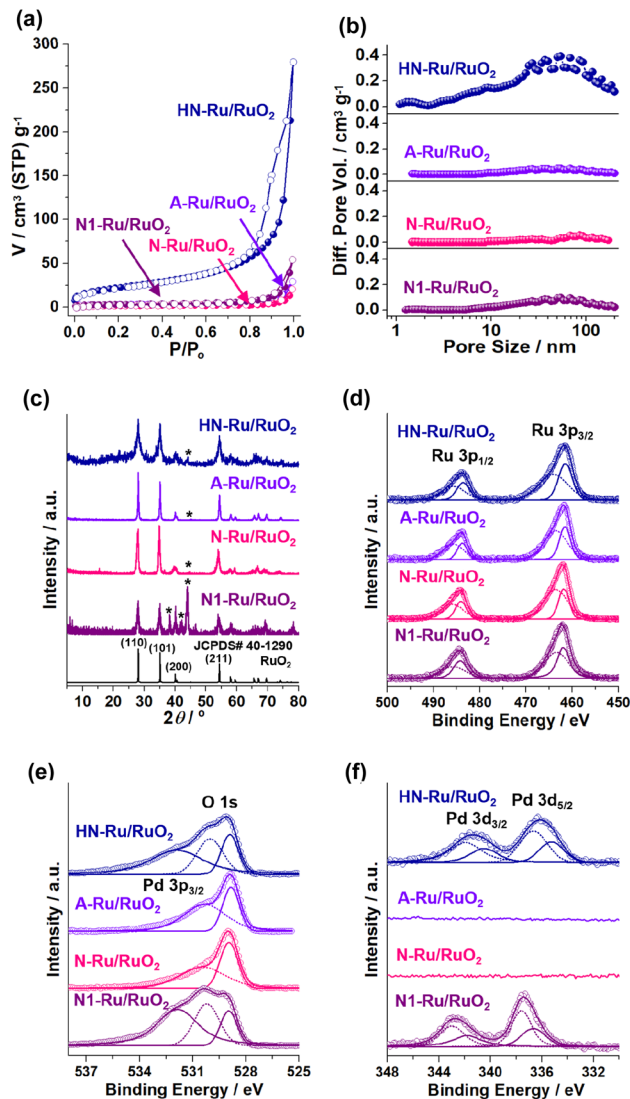 (a)
300
250
200
150
100
50
0
V / cm³ (STP) g⁻¹
HN-Ru/RuO₂
A-Ru/RuO₂
N1-Ru/RuO₂
N-Ru/RuO₂
0.0 0.2 0.4 0.6 0.8 1.0
P/Pₒ
(b)
Diff. Pore Vol. / cm³ g⁻¹
0.4
0.2
0.0
HN-Ru/RuO₂
0.4
0.2
0.0
A-Ru/RuO₂
0.4
0.2
0.0
N-Ru/RuO₂
0.4
0.2
0.0
N1-Ru/RuO₂
1 10 100
Pore Size / nm
(c)
Intensity / a.u.
HN-Ru/RuO₂
*
A-Ru/RuO₂
*
N-Ru/RuO₂
*
N1-Ru/RuO₂
* * *
JCPDS# 40-1290
RuO₂
(110) (101) (200) (211)
10 20 30 40 50 60 70 80
2θ / °
(d)
Intensity / a.u.
HN-Ru/RuO₂
Ru 3p₃/₂
Ru 3p₁/₂
A-Ru/RuO₂
N-Ru/RuO₂
N1-Ru/RuO₂
500 490 480 470 460 450
Binding Energy / eV
(e)
Intensity / a.u.
O 1s
HN-Ru/RuO₂
Pd 3p₃/₂
A-Ru/RuO₂
N-Ru/RuO₂
N1-Ru/RuO₂
537 534 531 528 525
Binding Energy / eV
(f)
Intensity / a.u.
HN-Ru/RuO₂
Pd 3d₅/₂
Pd 3d₃/₂
A-Ru/RuO₂
N-Ru/RuO₂
N1-Ru/RuO₂
348 344 340 336 332
Binding Energy / eV